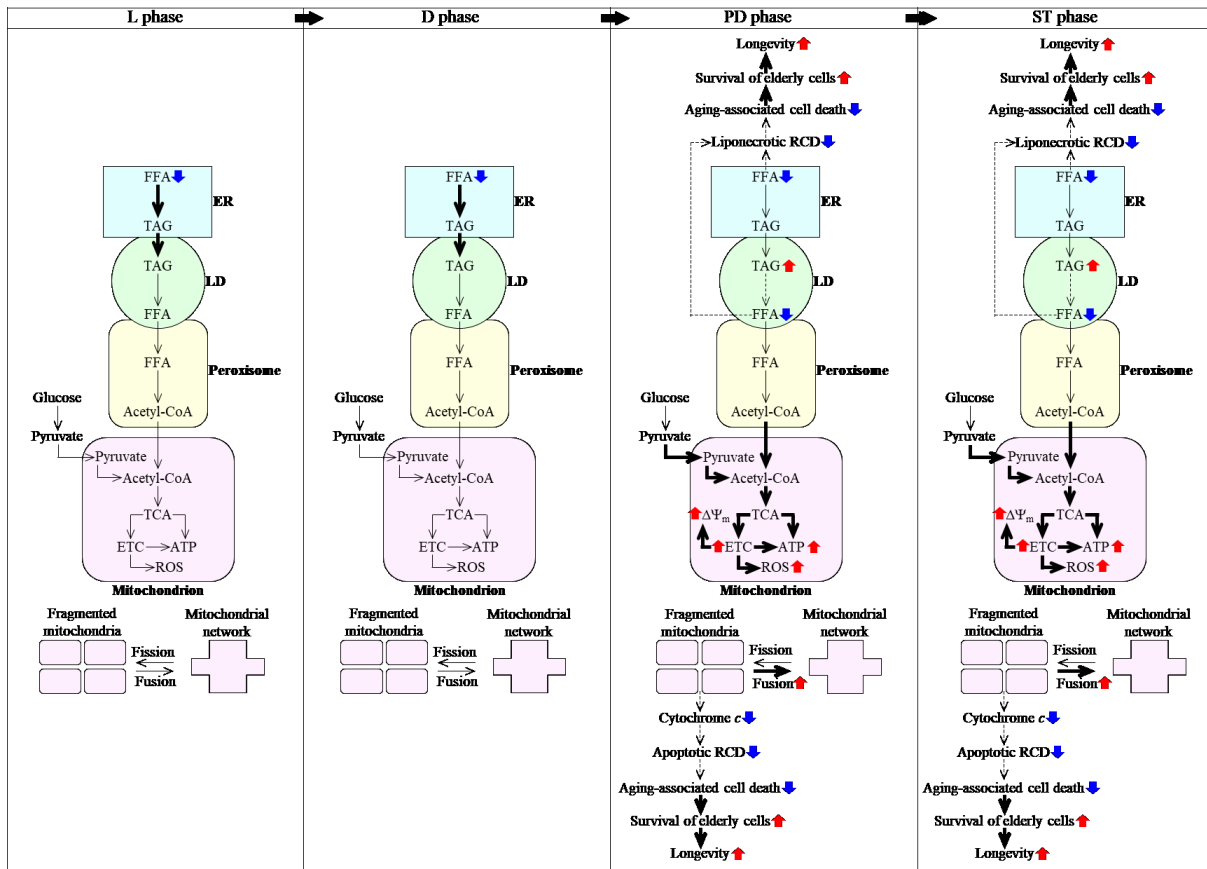 L phase
D phase
PD phase
ST phase
FFA
ER
TAG
TAG
LD
FFA
FFA
Peroxisome
Glucose
Acetyl-CoA
Pyruvate
Pyruvate
Acetyl-CoA
TCA
ETC
ATP
ROS
Mitochondrion
Fragmented
mitochondria
Mitochondrial
network
Fission
Fusion
FFA
ER
TAG
TAG
LD
FFA
FFA
Peroxisome
Glucose
Acetyl-CoA
Pyruvate
Pyruvate
Acetyl-CoA
TCA
ETC
ATP
ROS
Mitochondrion
Fragmented
mitochondria
Mitochondrial
network
Fission
Fusion
Longevity
Survival of elderly cells
Aging-associated cell death
Liponecrotic RCD
FFA
ER
TAG
TAG
LD
FFA
FFA
Peroxisome
Glucose
Acetyl-CoA
Pyruvate
Pyruvate
Acetyl-CoA
ΔΨm
TCA
ETC
ATP
ROS
Mitochondrion
Fragmented
mitochondria
Mitochondrial
network
Fission
Fusion
Cytochrome c
Apoptotic RCD
Aging-associated cell death
Survival of elderly cells
Longevity
Longevity
Survival of elderly cells
Aging-associated cell death
Liponecrotic RCD
FFA
ER
TAG
TAG
LD
FFA
FFA
Peroxisome
Glucose
Acetyl-CoA
Pyruvate
Pyruvate
Acetyl-CoA
ΔΨm
TCA
ETC
ATP
ROS
Mitochondrion
Fragmented
mitochondria
Mitochondrial
network
Fission
Fusion
Cytochrome c
Apoptotic RCD
Aging-associated cell death
Survival of elderly cells
Longevity